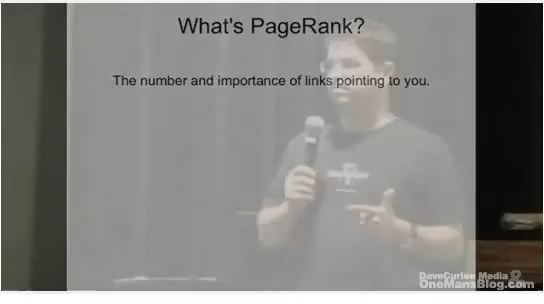 What's PageRank?
The number and importance of links pointing to you.
DaveCurlee Media &
OneMansBlog.com